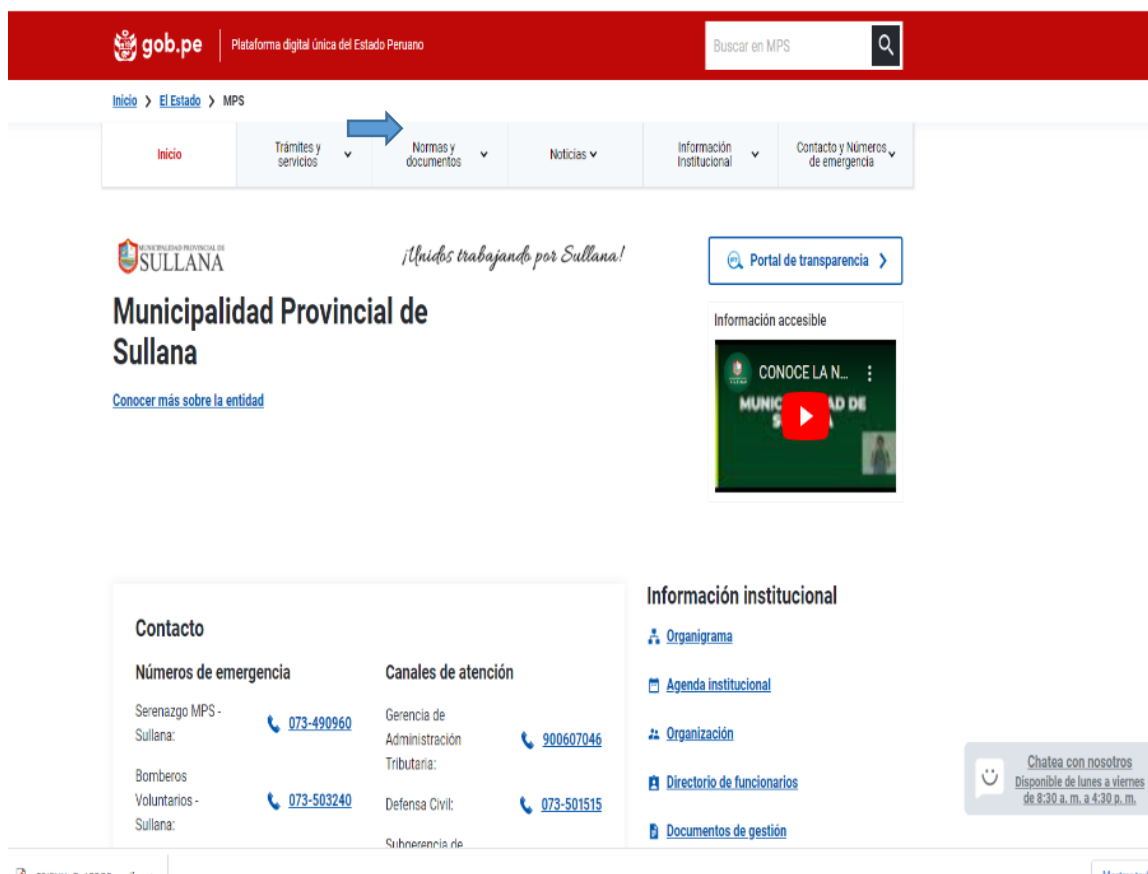 gob.pe
Plataforma digital única del Estado Peruano
Buscar en MPS
Inicio > El Estado > MPS
Inicio
Trámites y
servicios
Normas y
documentos
Noticias
Información
Institucional
Contacto y Números
de emergencia
MUNICIPALIDAD PROVINCIAL DE
SULLANA
¡Unidos trabajando por Sullana!
Portal de transparencia
Municipalidad Provincial de
Sullana
Conocer más sobre la entidad
Información accesible
CONOCE LA N...
Contacto
Números de emergencia
Serenazgo MPS -
Sullana:
073-490960
Bomberos
Voluntarios -
Sullana:
073-503240
Canales de atención
Gerencia de
Administración
Tributaria:
900607046
Defensa Civil:
073-501515
Subgerencia de
Información institucional
Organigrama
Agenda institucional
Organización
Directorio de funcionarios
Documentos de gestión
Chatea con nosotros
Disponible de lunes a viernes
de 8:30 a. m. a 4:30 p. m.